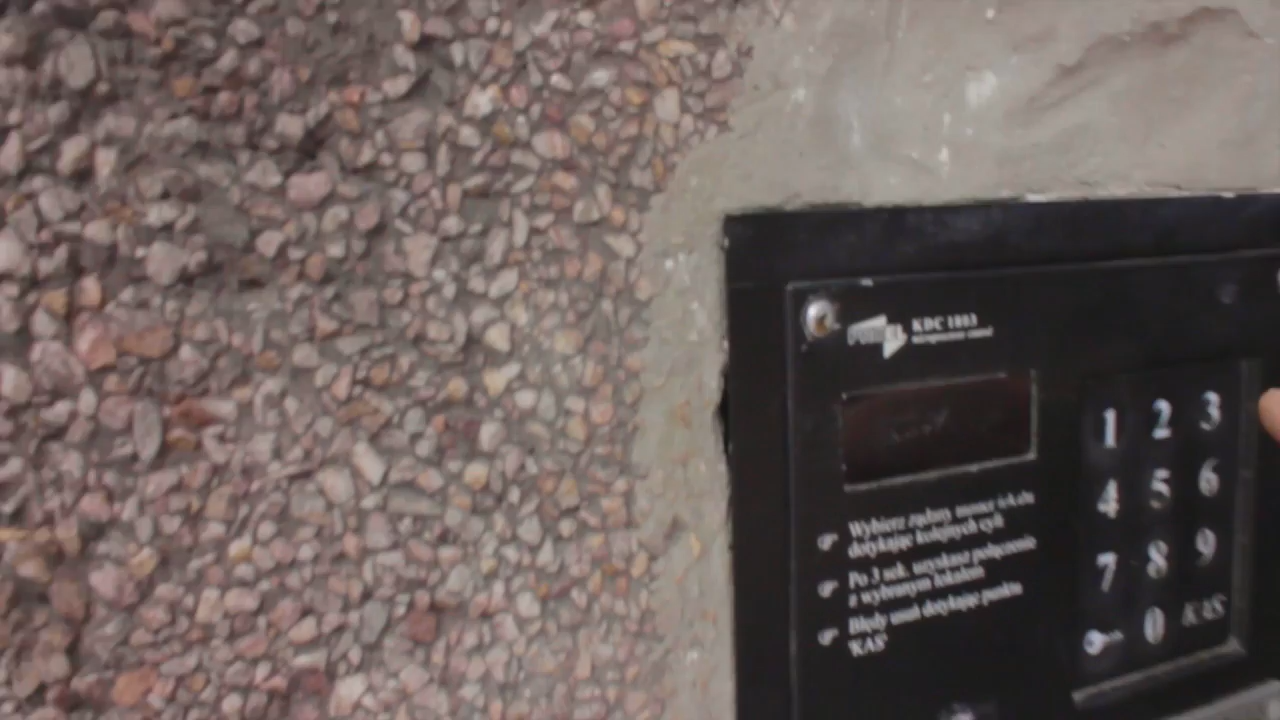 KDC 1803
1 2 3
4 5 6
7 8 9
0 KAS
Wybierz żądany numer lokalu
dotykając kolejnych cyfr
Po 3 sek. uzyskasz połączenie
z wybranym lokalem
Błędy usuń dotykając punktu
'KAS'